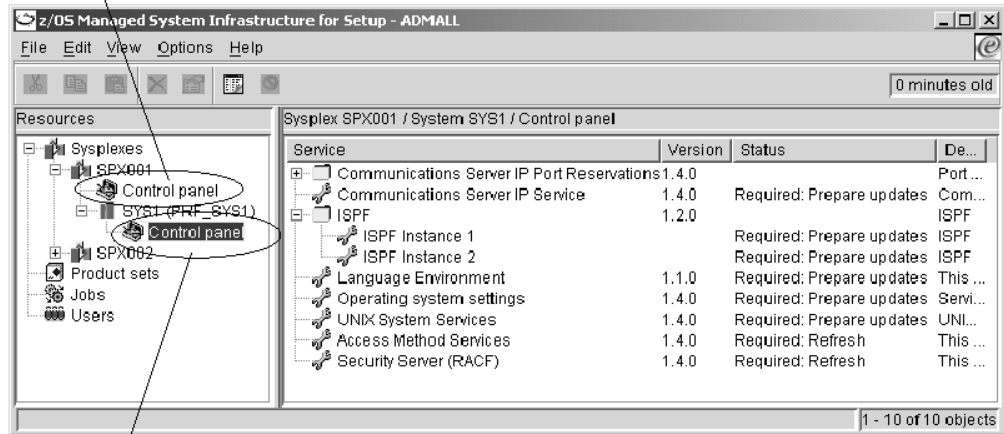 z/OS Managed System Infrastructure for Setup - ADMALL
File Edit View Options Help
0 minutes old
Resources
Sysplex SPX001 / System SYS1 / Control panel
Sysplexes
SPX001
Control panel
SYS1 (PRF_SYS1)
Control panel
SPX002
Product sets
Jobs
Users
Service Version Status De...
Communications Server IP Port Reservations 1.4.0 Port ...
Communications Server IP Service 1.4.0 Required: Prepare updates Com...
ISPF 1.2.0 ISPF
ISPF Instance 1 Required: Prepare updates ISPF
ISPF Instance 2 Required: Prepare updates ISPF
Language Environment 1.1.0 Required: Prepare updates This ...
Operating system settings 1.4.0 Required: Prepare updates Servi...
UNIX System Services 1.4.0 Required: Prepare updates UNI...
Access Method Services 1.4.0 Required: Refresh This ...
Security Server (RACF) 1.4.0 Required: Refresh This ...
1 - 10 of 10 objects